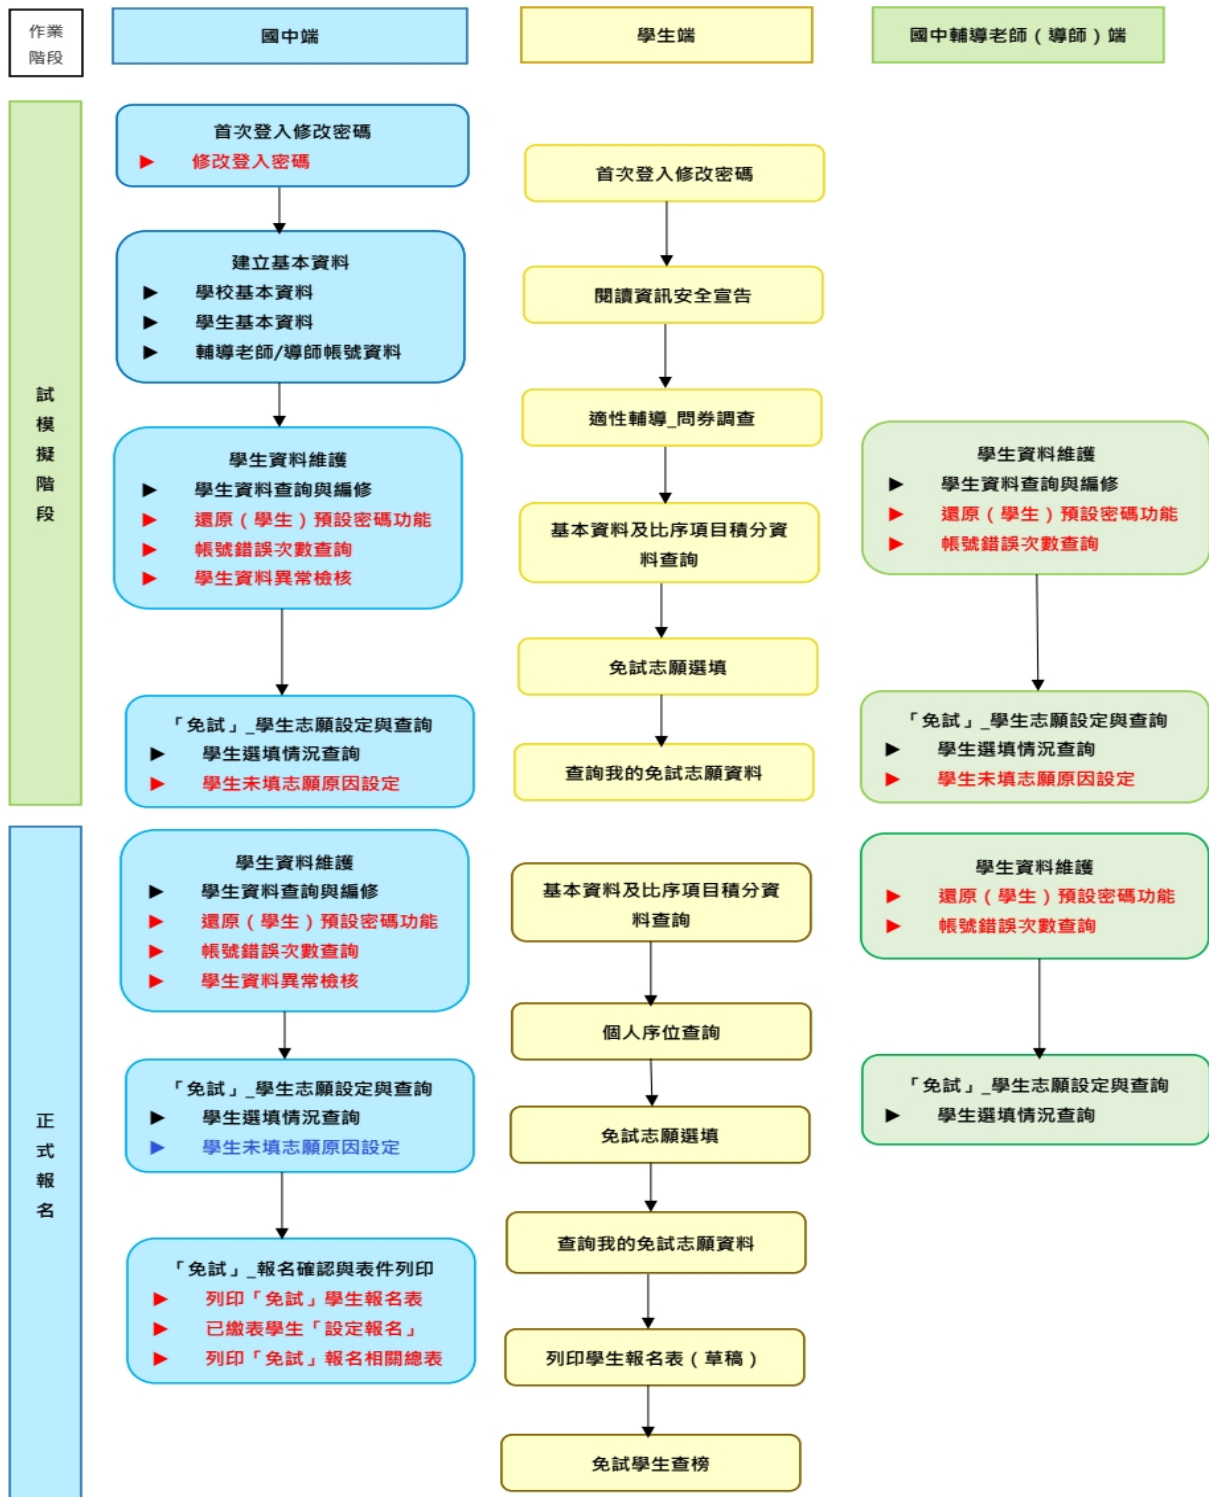 作業
階段
國中端
學生端
國中輔導老師（導師）端
試
模
擬
階
段
首次登入修改密碼
► 修改登入密碼
建立基本資料
► 學校基本資料
► 學生基本資料
► 輔導老師/導師帳號資料
學生資料維護
► 學生資料查詢與編修
► 還原（學生）預設密碼功能
► 帳號錯誤次數查詢
► 學生資料異常檢核
「免試」_學生志願設定與查詢
► 學生選填情況查詢
► 學生未填志願原因設定
首次登入修改密碼
閱讀資訊安全宣告
適性輔導_問券調查
基本資料及比序項目積分資
料查詢
免試志願選填
查詢我的免試志願資料
學生資料維護
► 學生資料查詢與編修
► 還原（學生）預設密碼功能
► 帳號錯誤次數查詢
「免試」_學生志願設定與查詢
► 學生選填情況查詢
► 學生未填志願原因設定
正
式
報
名
學生資料維護
► 學生資料查詢與編修
► 還原（學生）預設密碼功能
► 帳號錯誤次數查詢
► 學生資料異常檢核
「免試」_學生志願設定與查詢
► 學生選填情況查詢
► 學生未填志願原因設定
「免試」_報名確認與表件列印
► 列印「免試」學生報名表
► 已繳表學生「設定報名」
► 列印「免試」報名相關總表
基本資料及比序項目積分資
料查詢
個人序位查詢
免試志願選填
查詢我的免試志願資料
列印學生報名表（草稿）
免試學生查榜
學生資料維護
► 還原（學生）預設密碼功能
► 帳號錯誤次數查詢
「免試」_學生志願設定與查詢
► 學生選填情況查詢